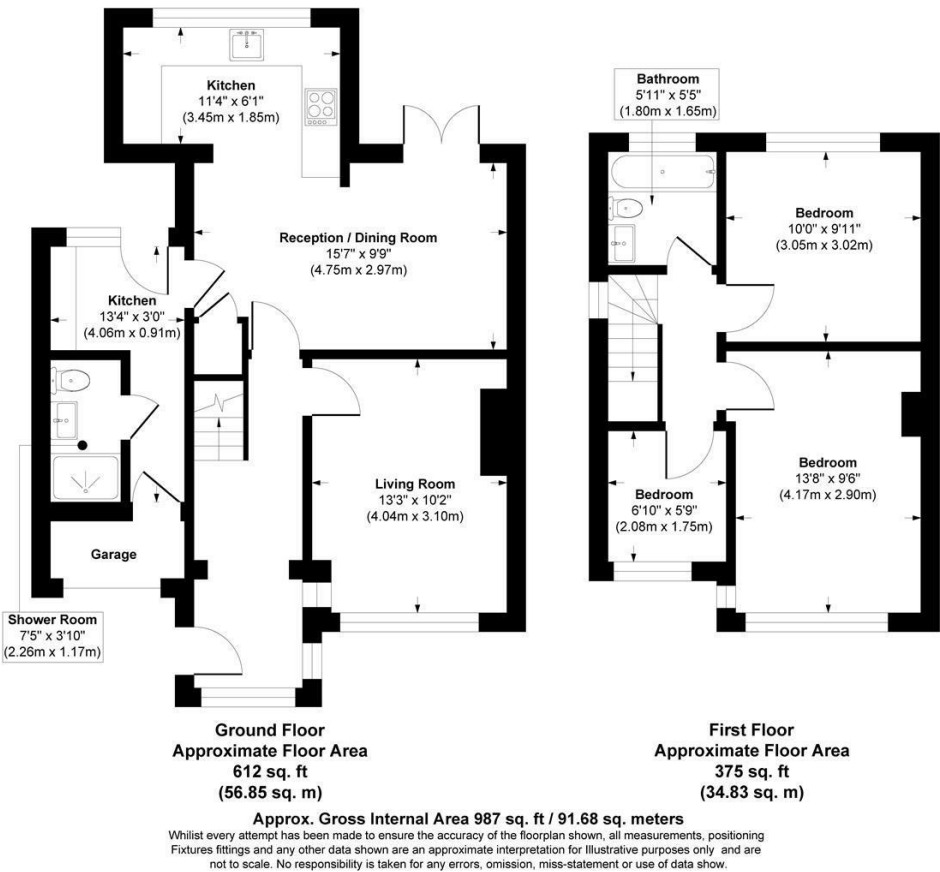 Kitchen
11'4" x 6'1"
(3.45m x 1.85m)
Reception / Dining Room
15'7" x 9'9"
(4.75m x 2.97m)
Kitchen
13'4" x 3'0"
(4.06m x 0.91m)
Living Room
13'3" x 10'2"
(4.04m x 3.10m)
Garage
Shower Room
7'5" x 3'10"
(2.26m x 1.17m)
Ground Floor
Approximate Floor Area
612 sq. ft
(56.85 sq. m)
Bathroom
5'11" x 5'5"
(1.80m x 1.65m)
Bedroom
10'0" x 9'11"
(3.05m x 3.02m)
Bedroom
13'8" x 9'6"
(4.17m x 2.90m)
Bedroom
6'10" x 5'9"
(2.08m x 1.75m)
First Floor
Approximate Floor Area
375 sq. ft
(34.83 sq. m)
Approx. Gross Internal Area 987 sq. ft / 91.68 sq. meters
Whilst every attempt has been made to ensure the accuracy of the floorplan shown, all measurements, positioning
Fixtures fittings and any other data shown are an approximate interpretation for Illustrative purposes only and are
not to scale. No responsibility is taken for any errors, omission, miss-statement or use of data show.